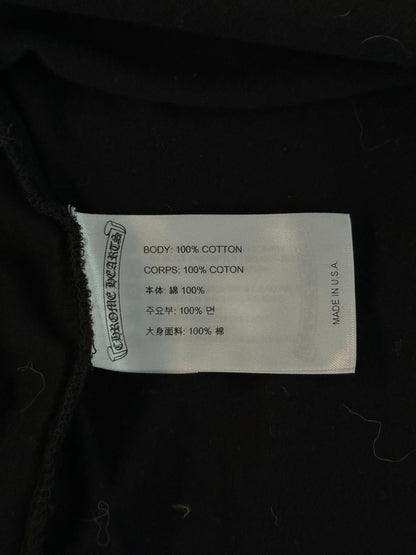 CHROME HEARTS
BODY: 100% COTTON
CORPS: 100% COTON
本体: 綿 100%
주요부: 100% 면
大身面料: 100% 棉
MADE IN U.S.A.